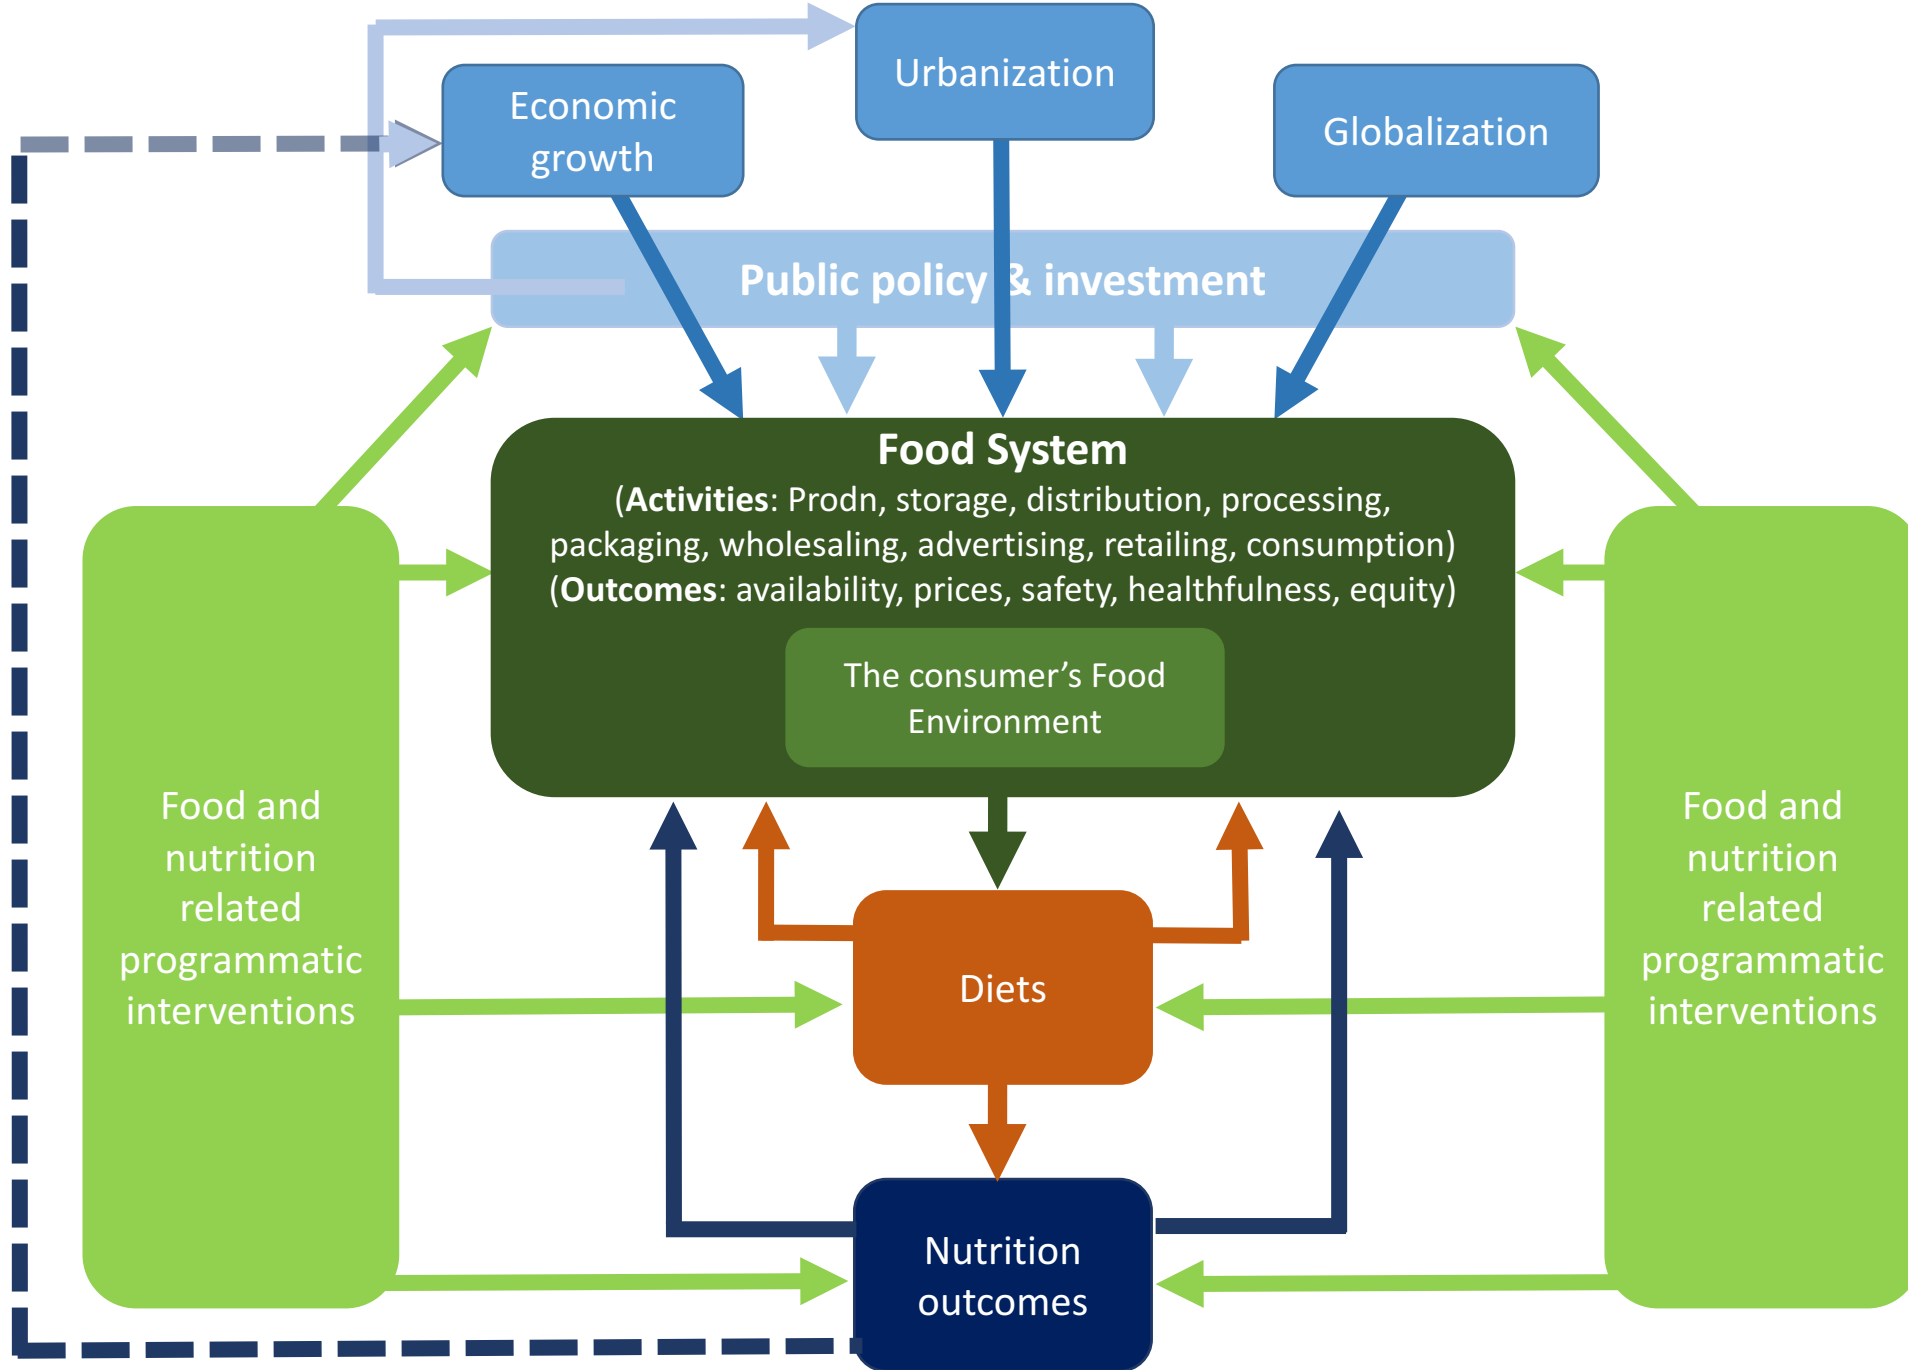 Urbanization
Economic
growth
Globalization
Public policy & investment
Food System
(Activities: Prodn, storage, distribution, processing,
packaging, wholesaling, advertising, retailing, consumption)
(Outcomes: availability, prices, safety, healthfulness, equity)
The consumer’s Food
Environment
Food and
nutrition
related
programmatic
interventions
Food and
nutrition
related
programmatic
interventions
Diets
Nutrition
outcomes